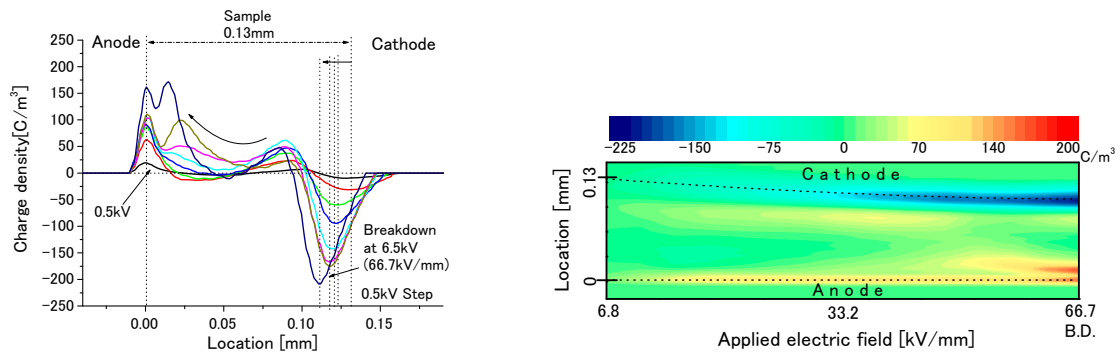 Sample
0.13mm
Anode
Cathode
250
200
150
100
50
0
-50
-100
-150
-200
-250
Charge density[C/m³]
0.5kV
Breakdown
at 6.5kV
(66.7kV/mm)
0.5kV Step
0.00
0.05
0.10
0.15
Location [mm]
-225 -150 -75 0 70 140 200 C/m³
Cathode
0.13
0
Location [mm]
Anode
6.8 33.2 66.7
B.D.
Applied electric field [kV/mm]